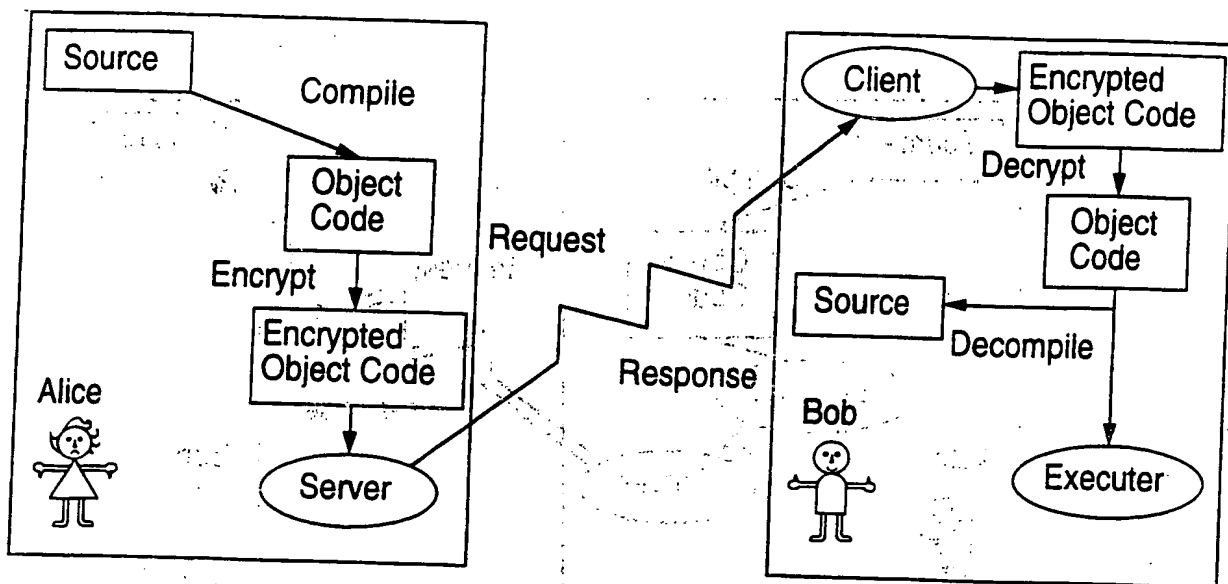 Source
Compile
Object
Code
Encrypt
Encrypted
Object Code
Alice
Server
Request
Response
Client
Encrypted
Object Code
Decrypt
Object
Code
Source
Decompile
Bob
Executer